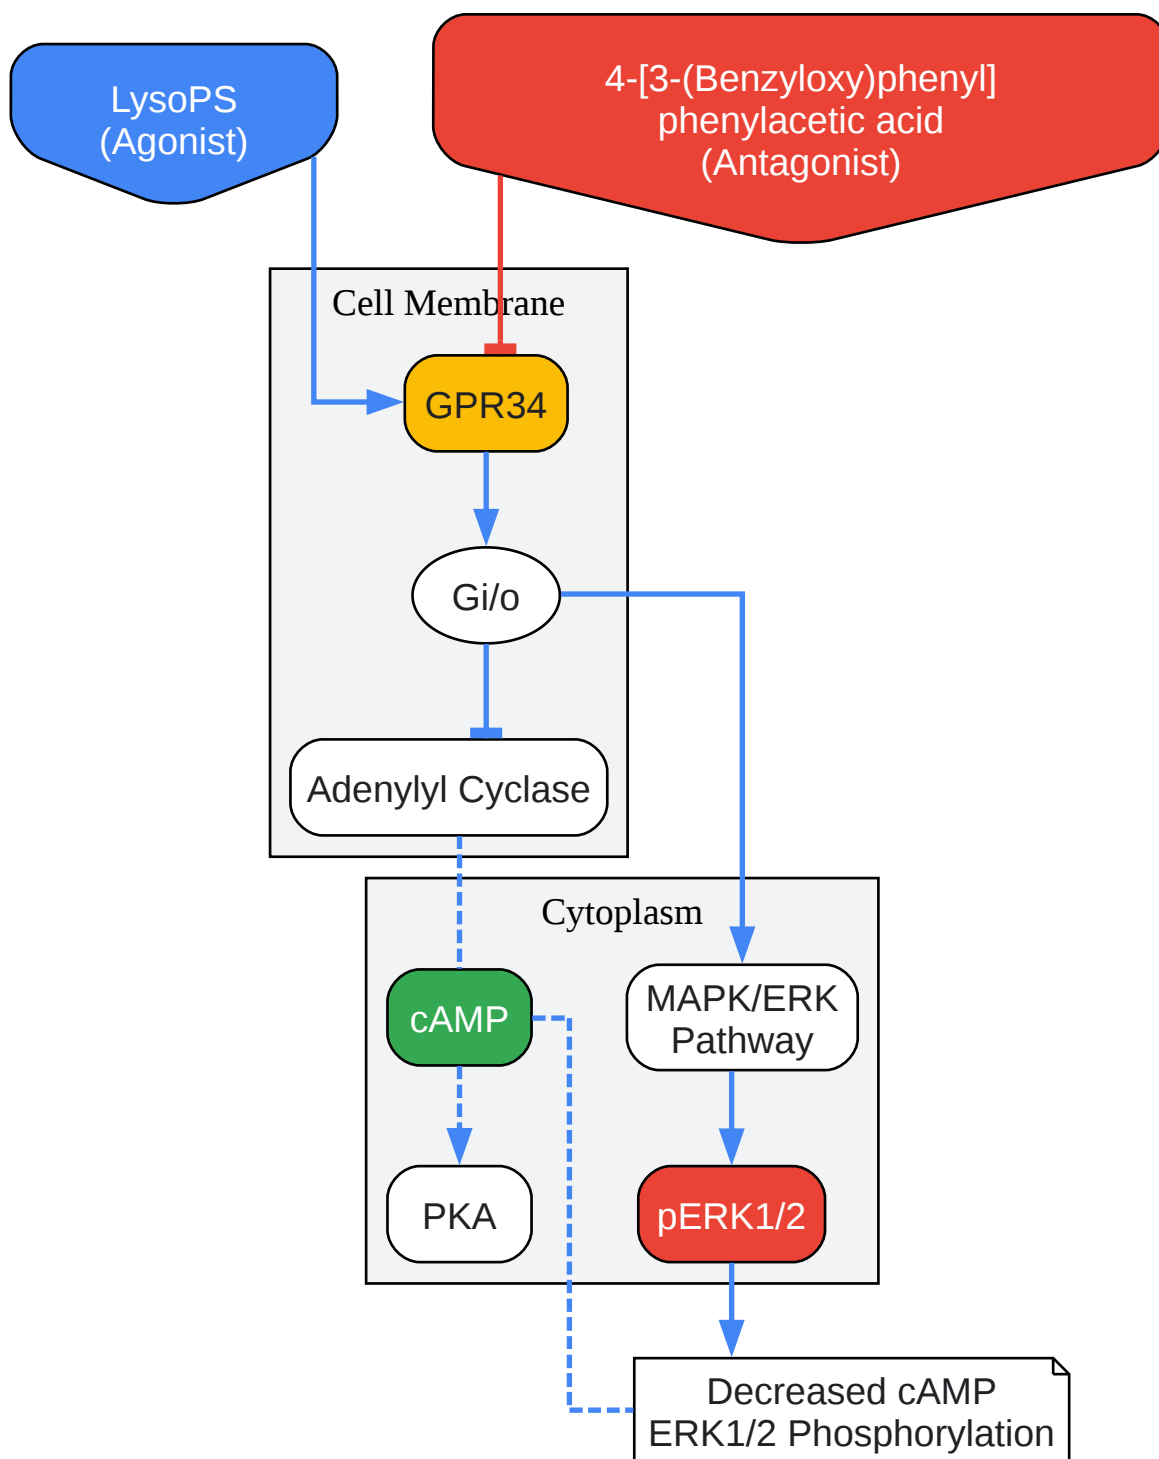 LysoPS
(Agonist)
4-[3-(Benzyloxy)phenyl]
phenylacetic acid
(Antagonist)
Cell Membrane
GPR34
Gi/o
Adenylyl Cyclase
Cytoplasm
cAMP
MAPK/ERK
Pathway
PKA
pERK1/2
Decreased cAMP
ERK1/2 Phosphorylation